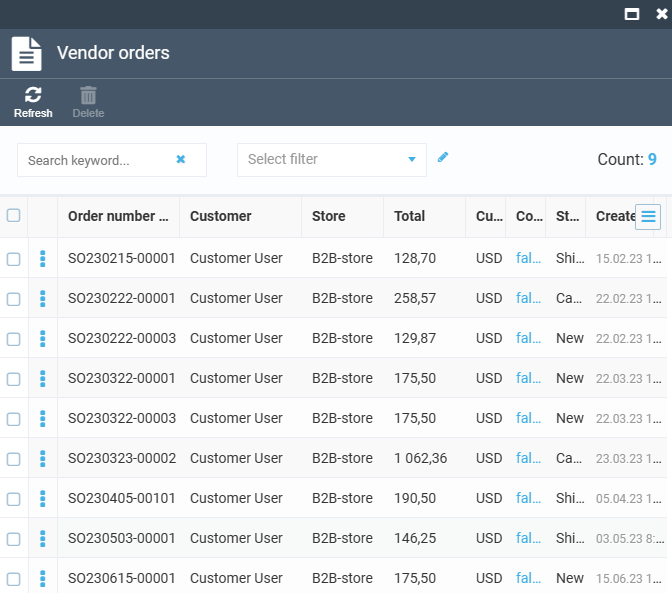 Vendor orders
Refresh Delete
Search keyword... Select filter Count: 9
Order number ... Customer Store Total Cu... Co... St... Create
SO230215-00001 Customer User B2B-store 128,70 USD fal... Shi... 15.02.23 1...
SO230222-00001 Customer User B2B-store 258,57 USD fal... Ca... 22.02.23 1...
SO230222-00003 Customer User B2B-store 129,87 USD fal... New 22.02.23 1...
SO230322-00001 Customer User B2B-store 175,50 USD fal... New 22.03.23 1...
SO230322-00003 Customer User B2B-store 175,50 USD fal... New 22.03.23 1...
SO230323-00002 Customer User B2B-store 1 062,36 USD fal... Ca... 23.03.23 1...
SO230405-00101 Customer User B2B-store 190,50 USD fal... Shi... 05.04.23 1...
SO230503-00001 Customer User B2B-store 146,25 USD fal... Shi... 03.05.23 8:...
SO230615-00001 Customer User B2B-store 175,50 USD fal... New 15.06.23 1...